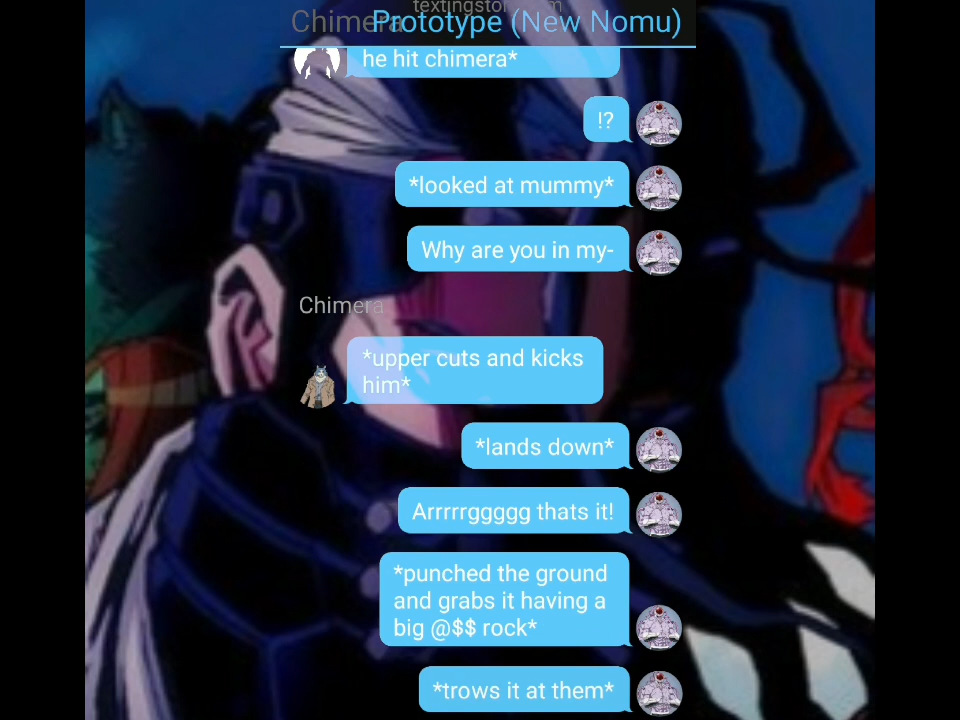 Chimera
Prototype (New Nomu)
he hit chimera*
!?
*looked at mummy*
Why are you in my-
Chimera
*upper cuts and kicks
him*
*lands down*
Arrrrrggggg thats it!
*punched the ground
and grabs it having a
big @$$ rock*
*trows it at them*